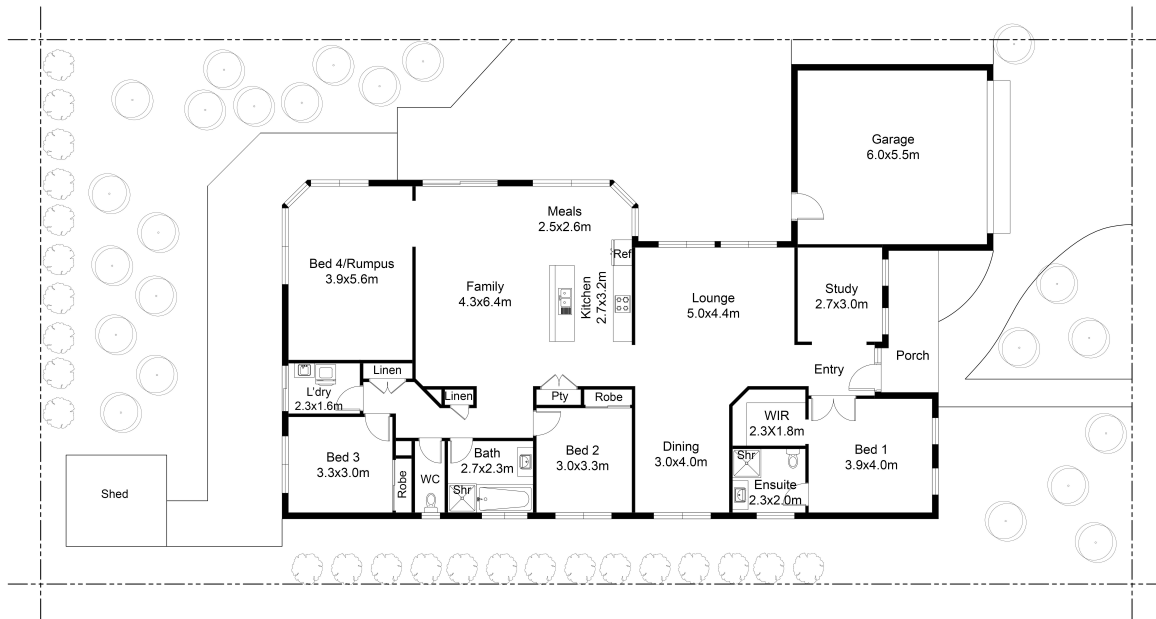 Garage
6.0x5.5m
Meals
2.5x2.6m
Ref
Bed 4/Rumpus
3.9x5.6m
Family
4.3x6.4m
Kitchen
2.7x3.2m
Lounge
5.0x4.4m
Study
2.7x3.0m
Porch
Entry
Linen
L'dry
2.3x1.6m
Linen
Pty
Robe
WIR
2.3X1.8m
Bed 3
3.3x3.0m
Robe
WC
Bath
2.7x2.3m
Shr
Bed 2
3.0x3.3m
Dining
3.0x4.0m
Shr
Ensuite
2.3x2.0m
Bed 1
3.9x4.0m
Shed